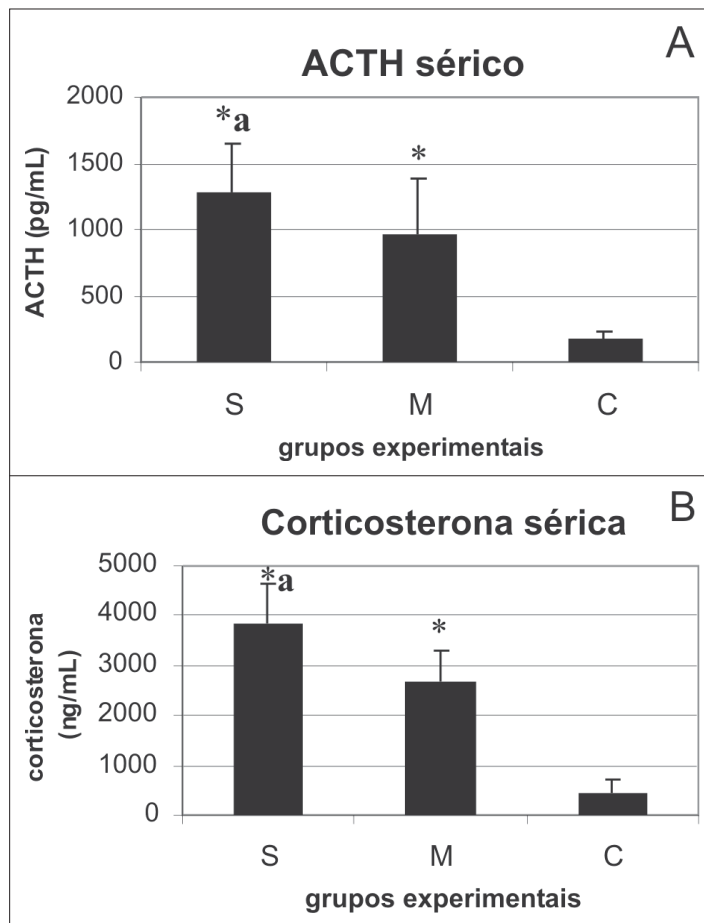 A
ACTH sérico
2000
1500
1000
500
0
ACTH (pg/mL)
*a
*
S M C
grupos experimentais
B
Corticosterona sérica
5000
4000
3000
2000
1000
0
corticosterona
(ng/mL)
*a
*
S M C
grupos experimentais